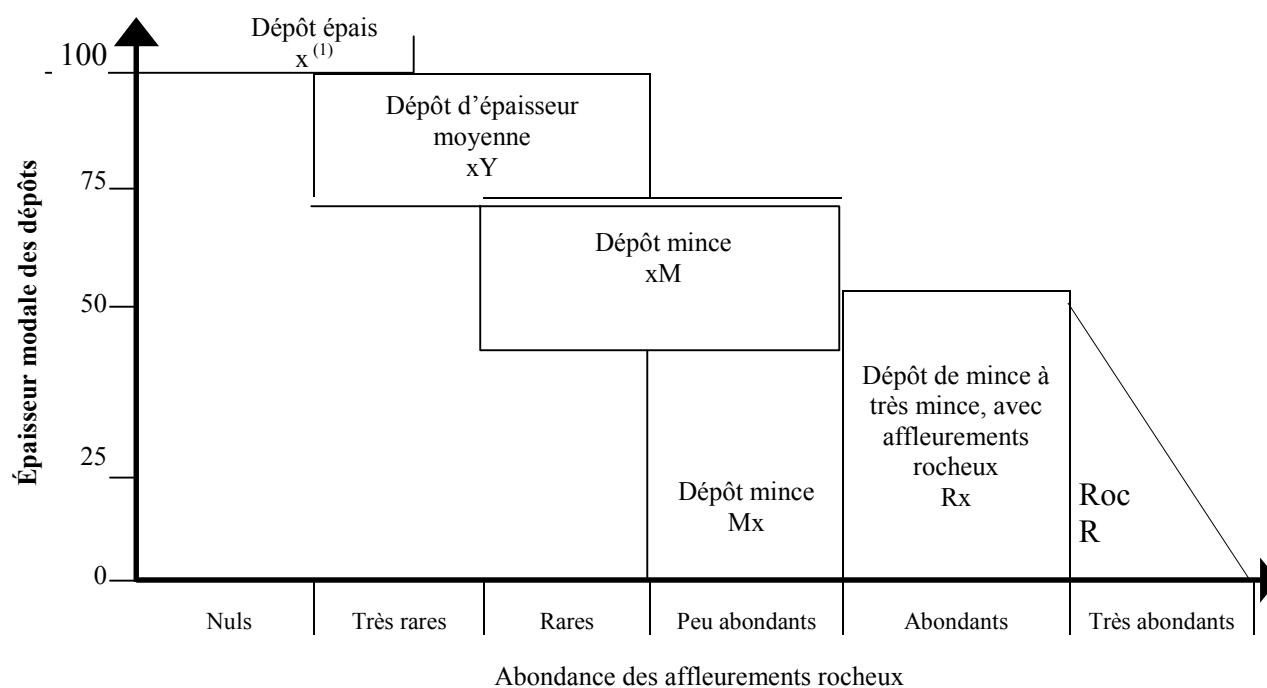 Dépôt épais
x (1)
100
Dépôt d’épaisseur
moyenne
xY
75
Dépôt mince
xM
50
Dépôt de mince à
très mince, avec
affleurements
rocheux
Rx
25
Dépôt mince
Mx
Roc
R
0
Épaisseur modale des dépôts
Nuls Très rares Rares Peu abondants Abondants Très abondants
Abondance des affleurements rocheux